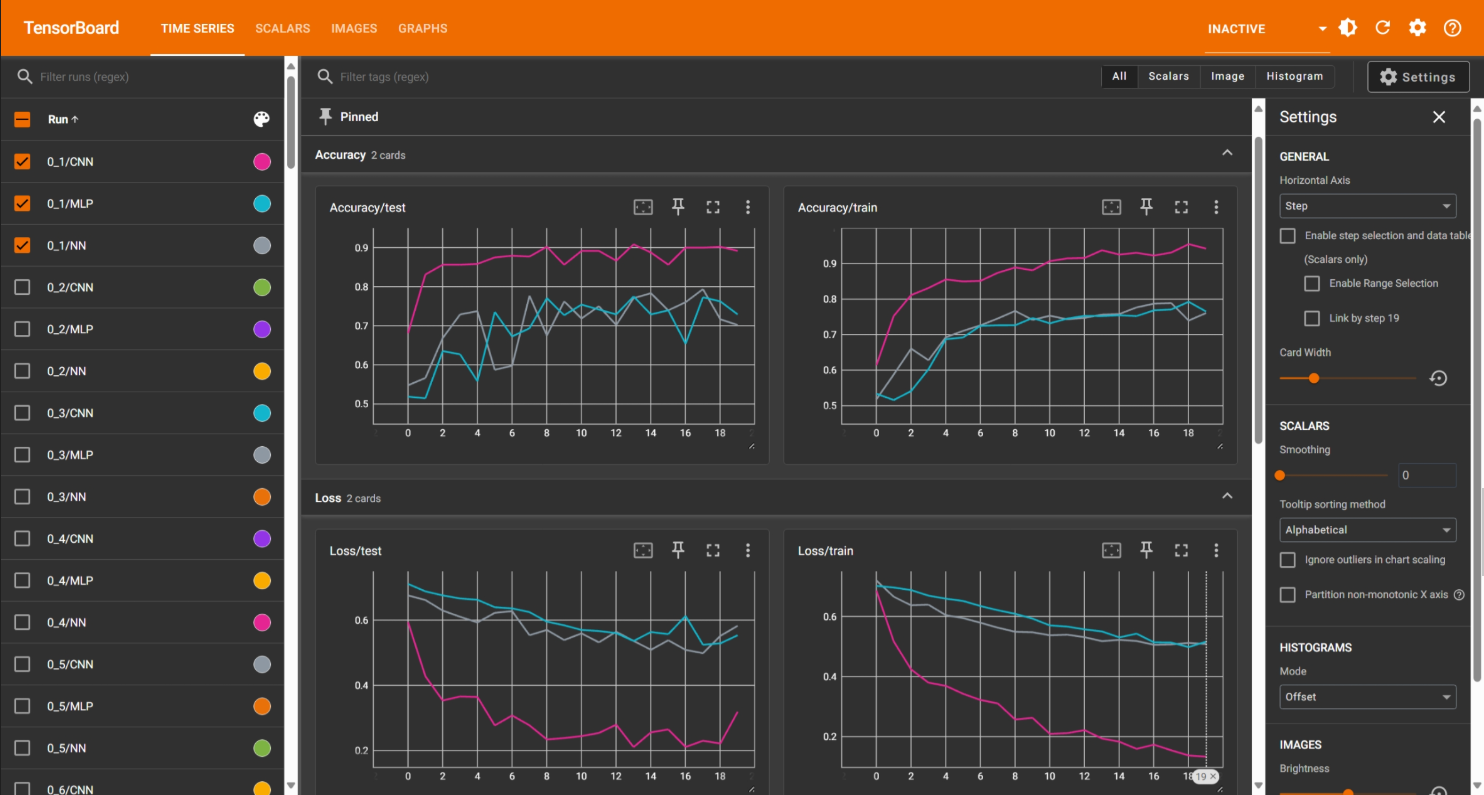 TensorBoard
TIME SERIES
SCALARS
IMAGES
GRAPHS
INACTIVE
Filter runs (regex)
Filter tags (regex)
All
Scalars
Image
Histogram
Settings
Run
0_1/CNN
0_1/MLP
0_1/NN
0_2/CNN
0_2/MLP
0_2/NN
0_3/CNN
0_3/MLP
0_3/NN
0_4/CNN
0_4/MLP
0_4/NN
0_5/CNN
0_5/MLP
0_5/NN
0_6/CNN
Pinned
Accuracy 2 cards
Accuracy/test
0.9
0.8
0.7
0.6
0.5
0 2 4 6 8 10 12 14 16 18
Accuracy/train
0.9
0.8
0.7
0.6
0.5
0 2 4 6 8 10 12 14 16 18
Loss 2 cards
Loss/test
0.6
0.4
0.2
0 2 4 6 8 10 12 14 16 18
Loss/train
0.6
0.4
0.2
0 2 4 6 8 10 12 14 16 18 19
Settings
GENERAL
Horizontal Axis
Step
Enable step selection and data table
(Scalars only)
Enable Range Selection
Link by step 19
Card Width
SCALARS
Smoothing
0
Tooltip sorting method
Alphabetical
Ignore outliers in chart scaling
Partition non-monotonic X axis
HISTOGRAMS
Mode
Offset
IMAGES
Brightness